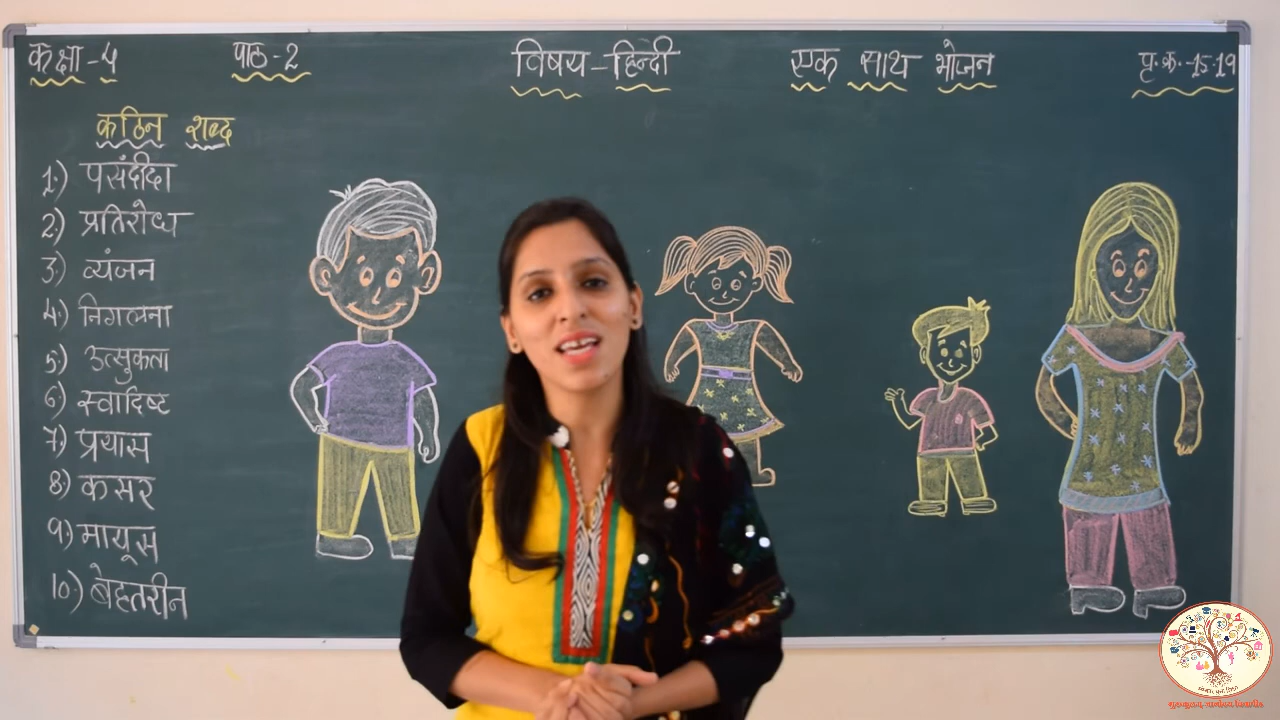 कक्षा-4 पाठ-2 विषय-हिन्दी एक साथ भोजन पृ.क्र.-15-19
कठिन शब्द
1.) पसंदीदा
2.) प्रतिरोध
3.) व्यंजन
4.) निगलना
5.) उत्सुकता
6.) स्वादिष्ट
7.) प्रयास
8.) कसर
9.) मायूस
10.) बेहतरीन